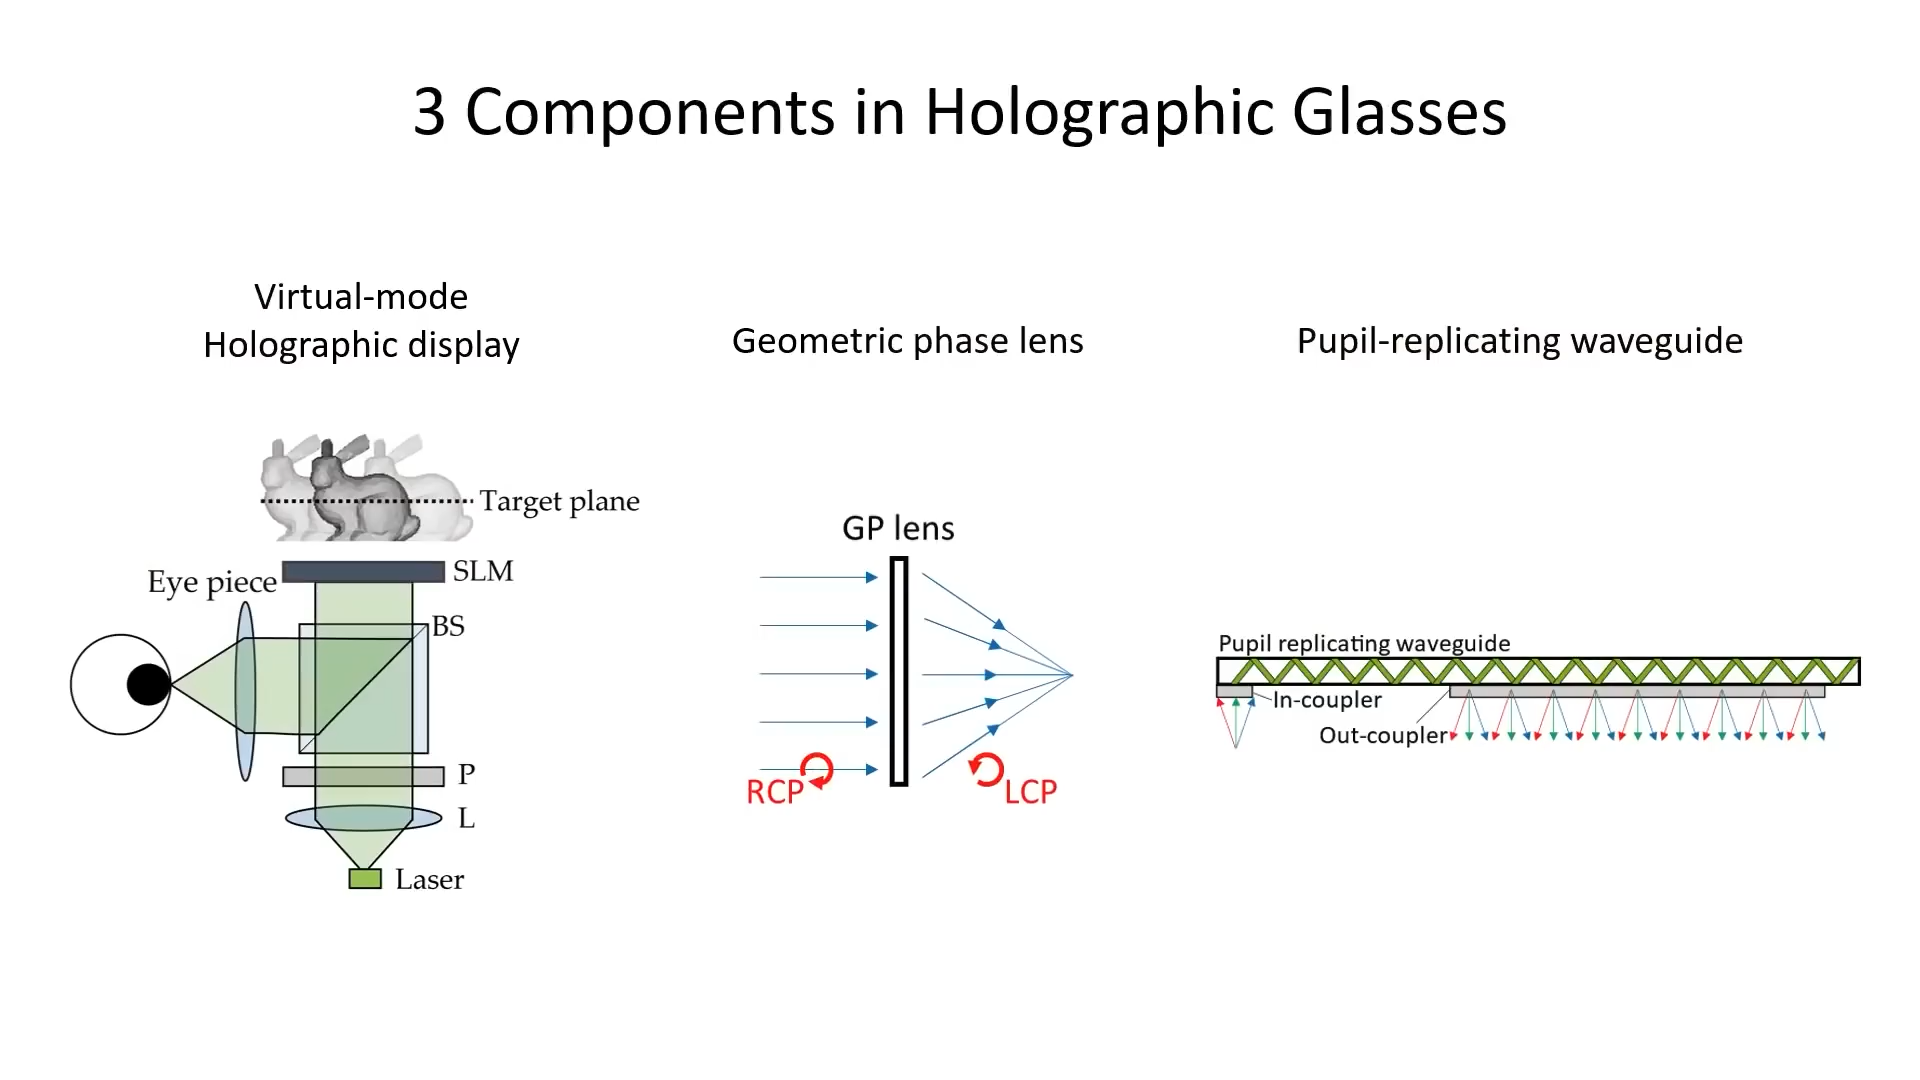 3 Components in Holographic Glasses
Virtual-mode
Holographic display
Target plane
SLM
Eye piece
BS
P
L
Laser
Geometric phase lens
GP lens
RCP
LCP
Pupil-replicating waveguide
Pupil replicating waveguide
In-coupler
Out-coupler